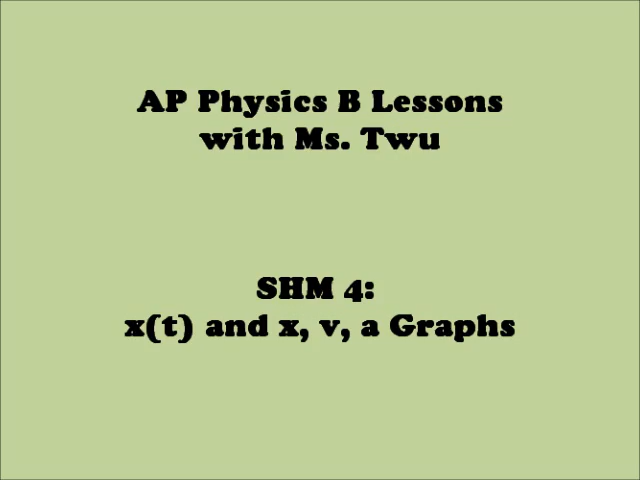 AP Physics B Lessons
with Ms. Twu
SHM 4:
x(t) and x, v, a Graphs